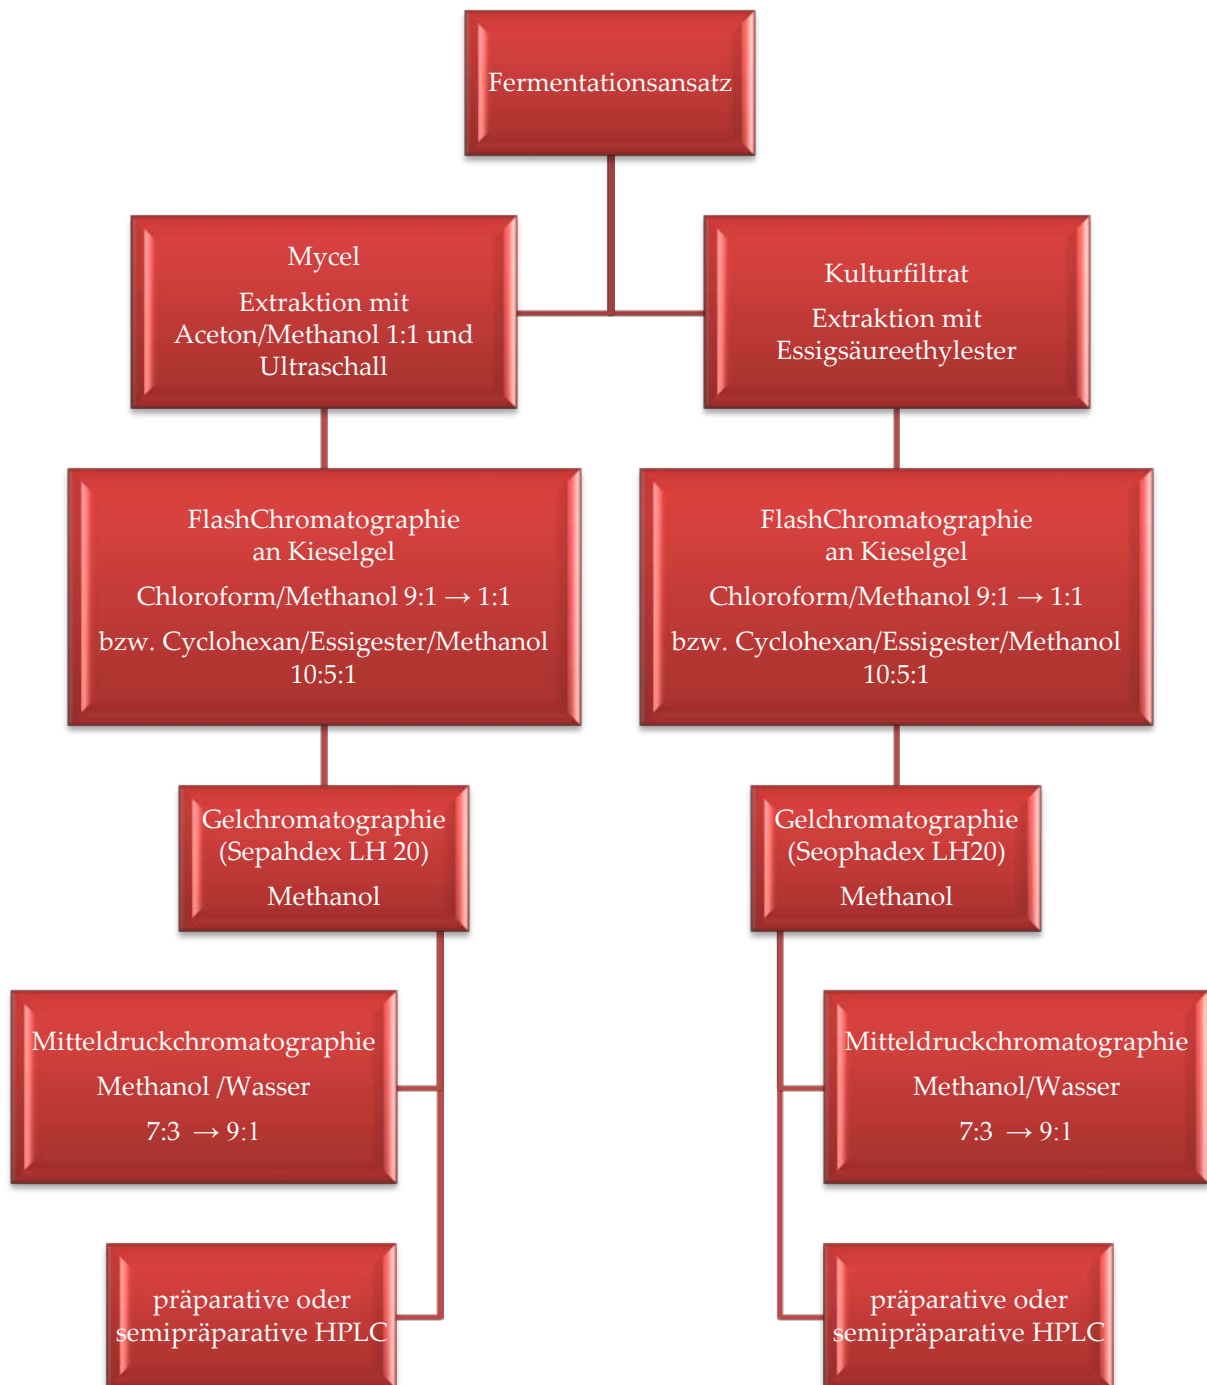 Fermentationsansatz
Mycel
Extraktion mit
Aceton/Methanol 1:1 und
Ultraschall
Kulturfiltrat
Extraktion mit
Essigsäureethylester
FlashChromatographie
an Kieselgel
Chloroform/Methanol 9:1 → 1:1
bzw. Cyclohexan/Essigester/Methanol
10:5:1
FlashChromatographie
an Kieselgel
Chloroform/Methanol 9:1 → 1:1
bzw. Cyclohexan/Essigester/Methanol
10:5:1
Gelchromatographie
(Sepahdex LH 20)
Methanol
Gelchromatographie
(Seophadex LH20)
Methanol
Mitteldruckchromatographie
Methanol /Wasser
7:3 → 9:1
Mitteldruckchromatographie
Methanol/Wasser
7:3 → 9:1
präparative oder
semipräparative HPLC
präparative oder
semipräparative HPLC